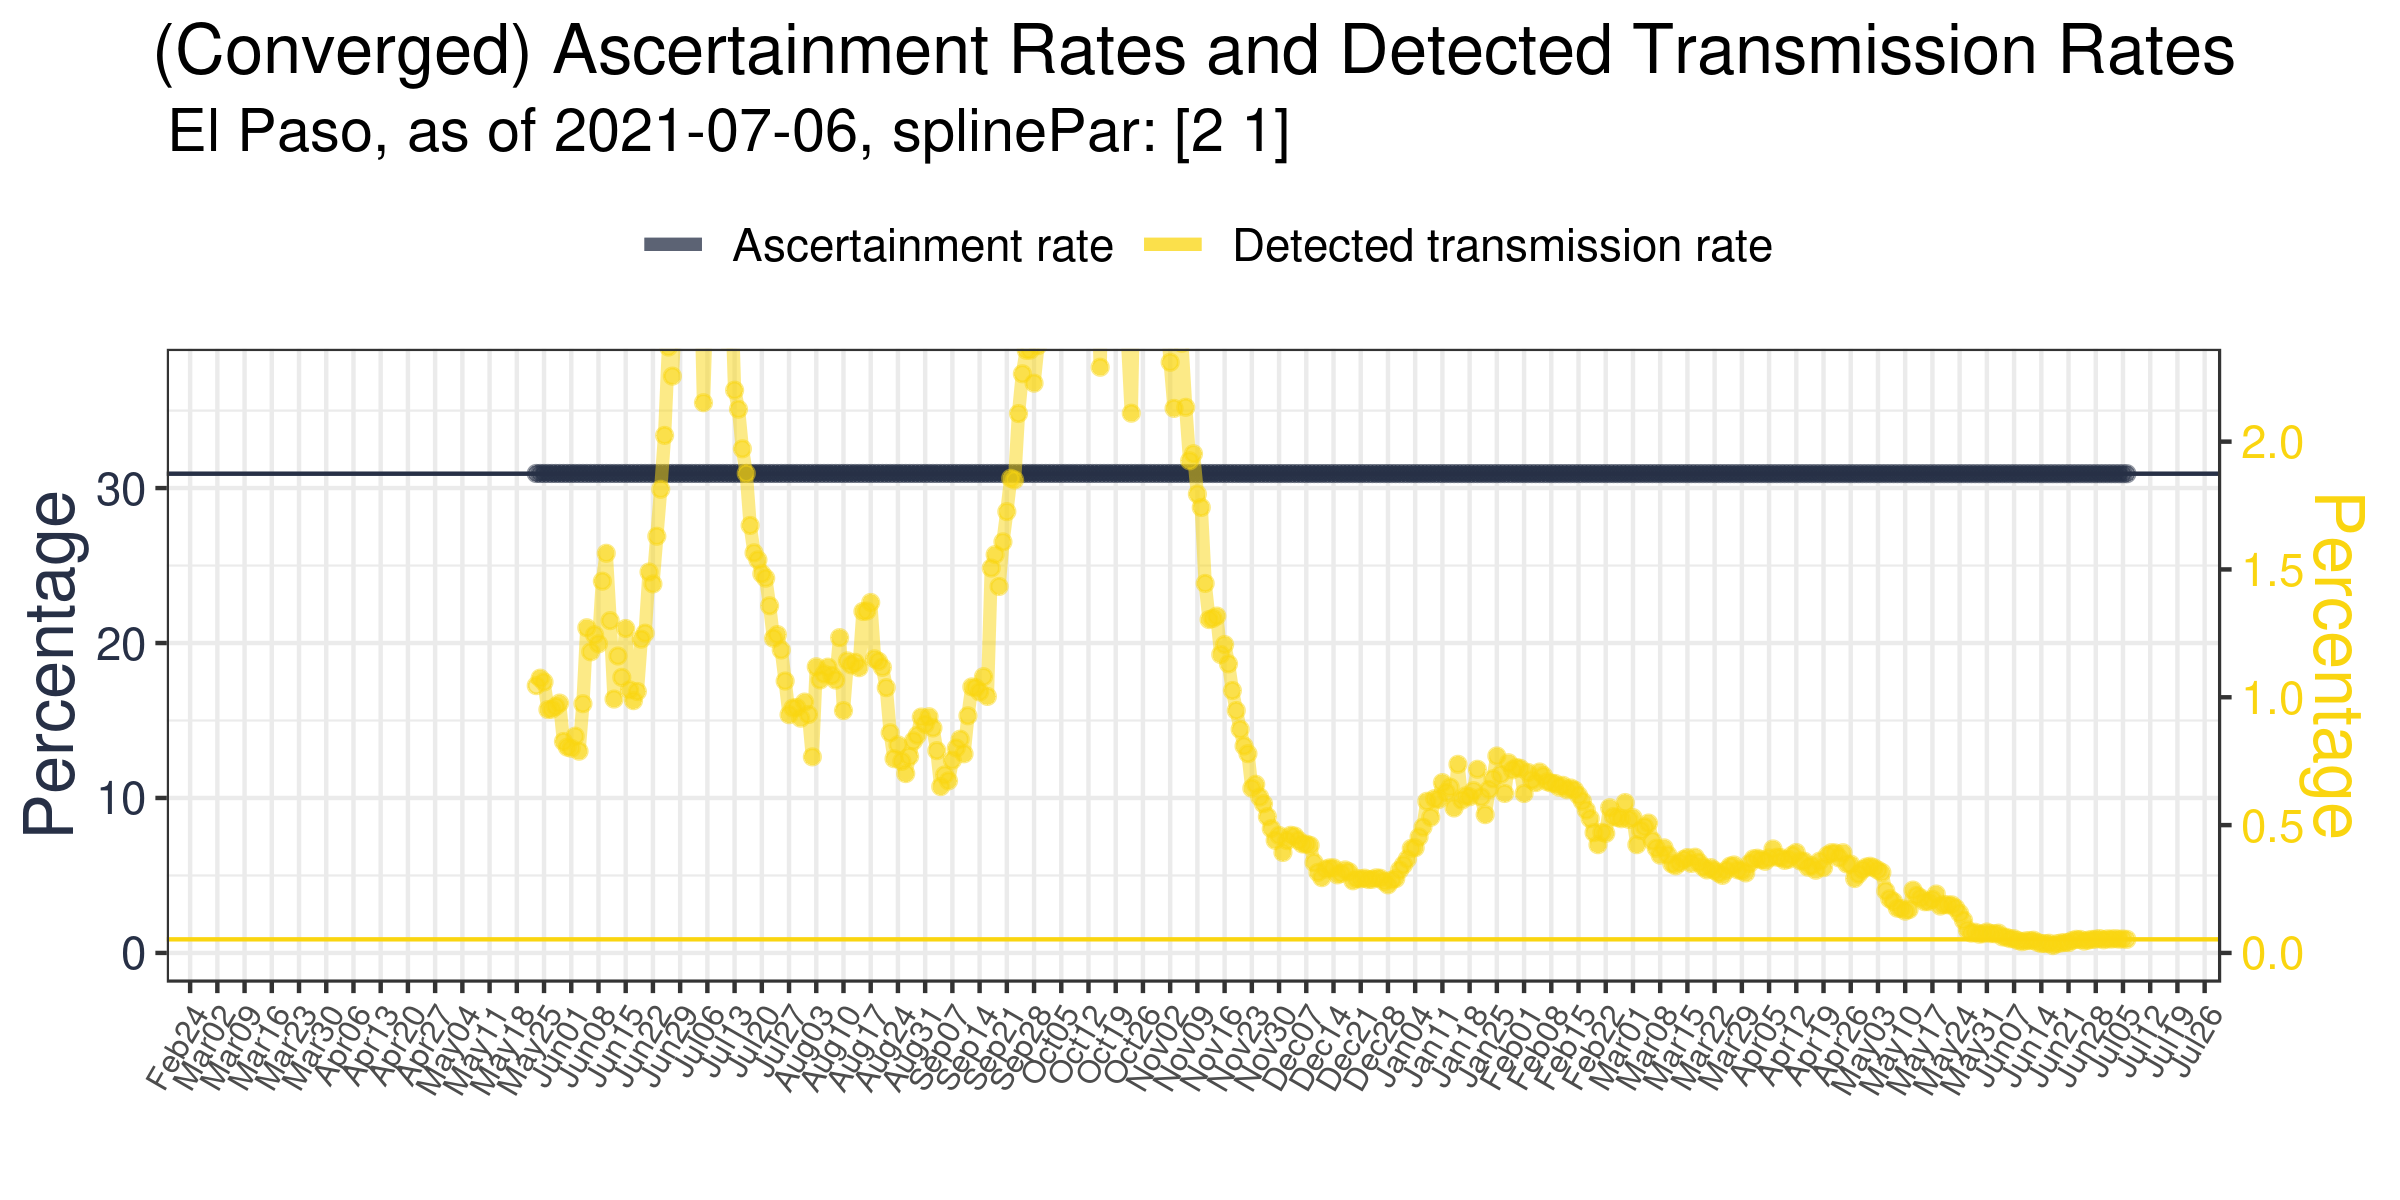 (Converged) Ascertainment Rates and Detected Transmission Rates
El Paso, as of 2021-07-06, splinePar: [2 1]
Ascertainment rate
Detected transmission rate
Percentage
30
20
10
0
2.0
1.5
1.0
0.5
0.0
Percentage
Feb24
Mar02
Mar09
Mar16
Mar23
Mar30
Apr06
Apr13
Apr20
Apr27
May04
May11
May18
May25
Jun01
Jun08
Jun15
Jun22
Jun29
Jul06
Jul13
Jul20
Jul27
Aug03
Aug10
Aug17
Aug24
Aug31
Sep07
Sep14
Sep21
Sep28
Oct05
Oct12
Oct19
Oct26
Nov02
Nov09
Nov16
Nov23
Nov30
Dec07
Dec14
Dec21
Dec28
Jan04
Jan11
Jan18
Jan25
Feb01
Feb08
Feb15
Feb22
Mar01
Mar08
Mar15
Mar22
Mar29
Apr05
Apr12
Apr19
Apr26
May03
May10
May17
May24
May31
Jun07
Jun14
Jun21
Jun28
Jul05
Jul12
Jul19
Jul26